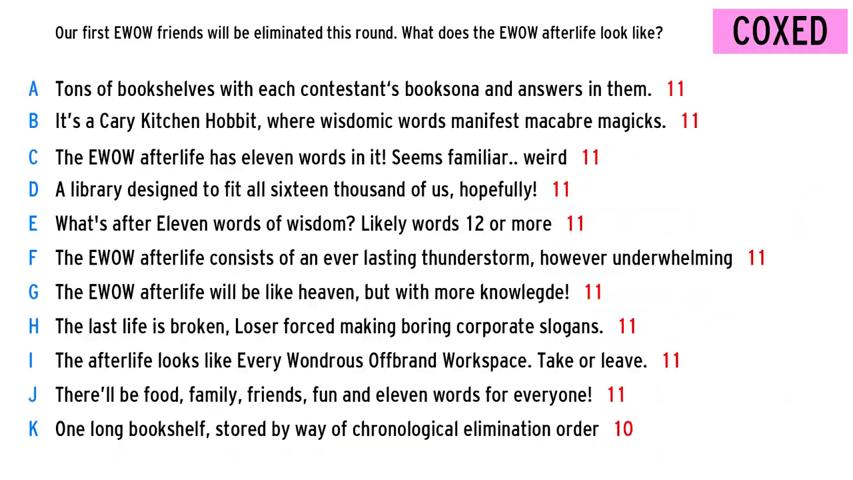 Our first EWOW friends will be eliminated this round. What does the EWOW afterlife look like?
COXED
A Tons of bookshelves with each contestant's booksona and answers in them. 11
B It's a Cary Kitchen Hobbit, where wisdomic words manifest macabre magicks. 11
C The EWOW afterlife has eleven words in it! Seems familiar.. weird 11
D A library designed to fit all sixteen thousand of us, hopefully! 11
E What's after Eleven words of wisdom? Likely words 12 or more 11
F The EWOW afterlife consists of an ever lasting thunderstorm, however underwhelming 11
G The EWOW afterlife will be like heaven, but with more knowlegde! 11
H The last life is broken, Loser forced making boring corporate slogans. 11
I The afterlife looks like Every Wondrous Offbrand Workspace. Take or leave. 11
J There'll be food, family, friends, fun and eleven words for everyone! 11
K One long bookshelf, stored by way of chronological elimination order 10